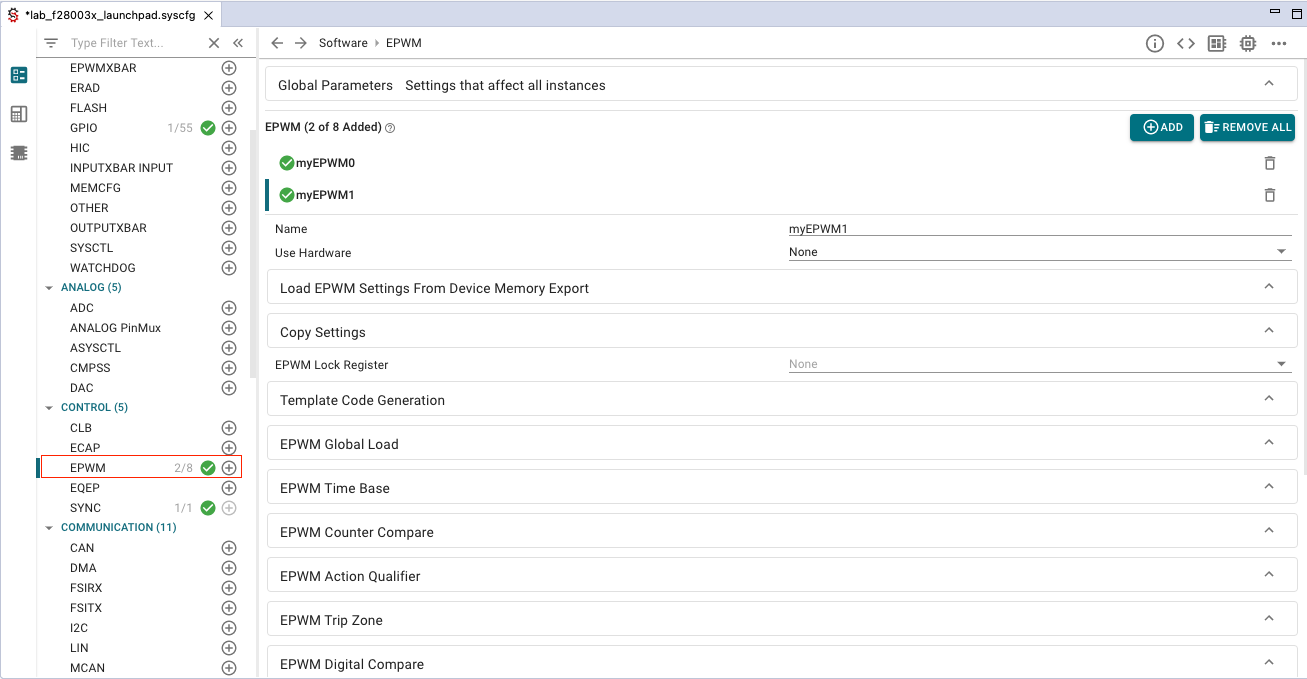 *lab_f28003x_launchpad.syscfg
Type Filter Text...
Software › EPWM
EPWMXBAR
ERAD
FLASH
GPIO 1/55
HIC
INPUTXBAR INPUT
MEMCFG
OTHER
OUTPUTXBAR
SYSCTL
WATCHDOG
ANALOG (5)
ADC
ANALOG PinMux
ASYSCTL
CMPSS
DAC
CONTROL (5)
CLB
ECAP
EPWM 2/8
EQEP
SYNC 1/1
COMMUNICATION (11)
CAN
DMA
FSIRX
FSITX
I2C
LIN
MCAN
Global Parameters Settings that affect all instances
EPWM (2 of 8 Added)
ADD
REMOVE ALL
myEPWM0
myEPWM1
Name myEPWM1
Use Hardware None
Load EPWM Settings From Device Memory Export
Copy Settings
EPWM Lock Register None
Template Code Generation
EPWM Global Load
EPWM Time Base
EPWM Counter Compare
EPWM Action Qualifier
EPWM Trip Zone
EPWM Digital Compare